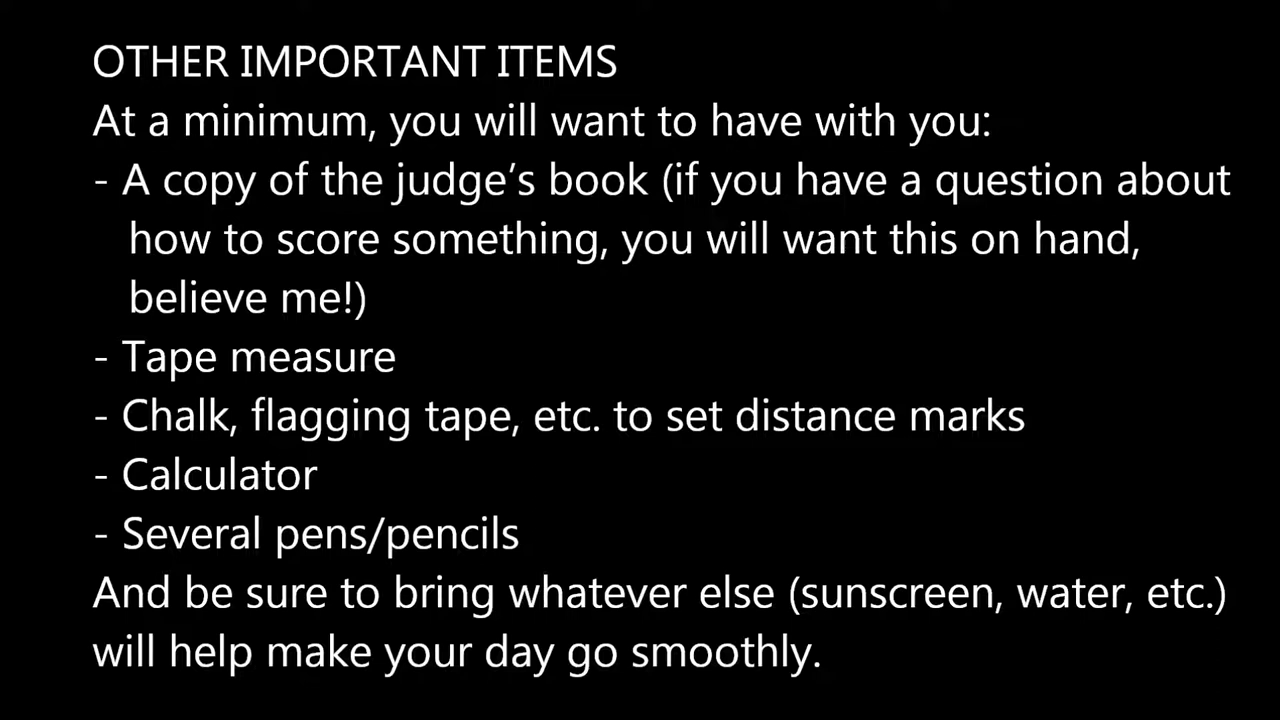 OTHER IMPORTANT ITEMS
At a minimum, you will want to have with you:
- A copy of the judge’s book (if you have a question about
how to score something, you will want this on hand,
believe me!)
- Tape measure
- Chalk, flagging tape, etc. to set distance marks
- Calculator
- Several pens/pencils
And be sure to bring whatever else (sunscreen, water, etc.)
will help make your day go smoothly.